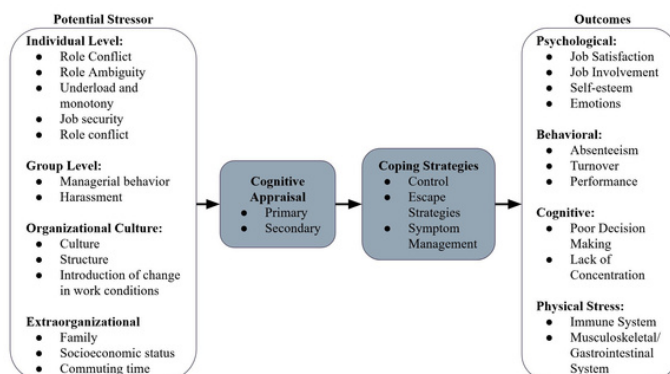 Potential Stressor
Individual Level:
● Role Conflict
● Role Ambiguity
● Underload and
monotony
● Job security
● Role conflict
Group Level:
● Managerial behavior
● Harassment
Organizational Culture:
● Culture
● Structure
● Introduction of change
in work conditions
Extraorganizational
● Family
● Socioeconomic status
● Commuting time
Cognitive
Appraisal
● Primary
● Secondary
Coping Strategies
● Control
● Escape
Strategies
● Symptom
Management
Outcomes
Psychological:
● Job Satisfaction
● Job Involvement
● Self-esteem
● Emotions
Behavioral:
● Absenteeism
● Turnover
● Performance
Cognitive:
● Poor Decision
Making
● Lack of
Concentration
Physical Stress:
● Immune System
● Musculoskeletal/
Gastrointestinal
System